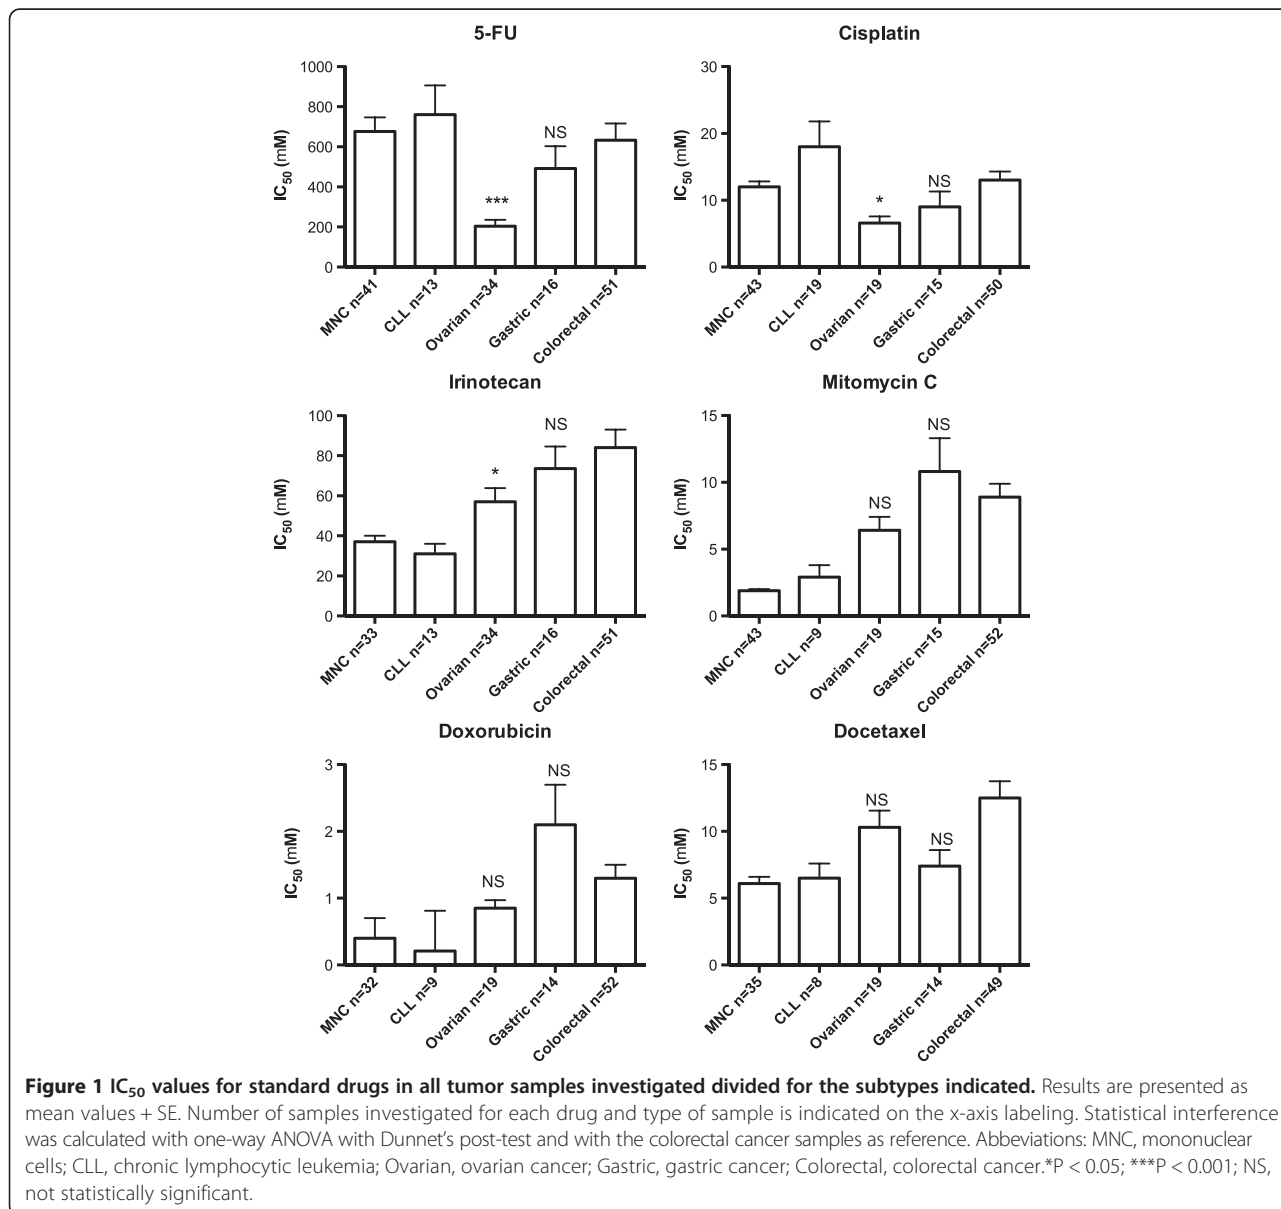 5-FU
1000
800
600
400
200
0
IC50 (mM)
***
NS
MNC n=41
CLL n=13
Ovarian n=34
Gastric n=16
Colorectal n=51
Cisplatin
30
20
10
0
IC50 (mM)
*
NS
MNC n=43
CLL n=19
Ovarian n=19
Gastric n=15
Colorectal n=50
Irinotecan
100
80
60
40
20
0
IC50 (mM)
*
NS
MNC n=33
CLL n=13
Ovarian n=34
Gastric n=16
Colorectal n=51
Mitomycin C
15
10
5
0
IC50 (mM)
NS
NS
MNC n=43
CLL n=9
Ovarian n=19
Gastric n=15
Colorectal n=52
Doxorubicin
3
2
1
0
IC50 (mM)
NS
NS
MNC n=32
CLL n=9
Ovarian n=19
Gastric n=14
Colorectal n=52
Docetaxel
15
10
5
0
IC50 (mM)
NS
NS
MNC n=35
CLL n=8
Ovarian n=19
Gastric n=14
Colorectal n=49
Figure 1 IC50 values for standard drugs in all tumor samples investigated divided for the subtypes indicated. Results are presented as
mean values + SE. Number of samples investigated for each drug and type of sample is indicated on the x-axis labeling. Statistical interference
was calculated with one-way ANOVA with Dunnet's post-test and with the colorectal cancer samples as reference. Abbeviations: MNC, mononuclear
cells; CLL, chronic lymphocytic leukemia; Ovarian, ovarian cancer; Gastric, gastric cancer; Colorectal, colorectal cancer.*P < 0.05; ***P < 0.001; NS,
not statistically significant.